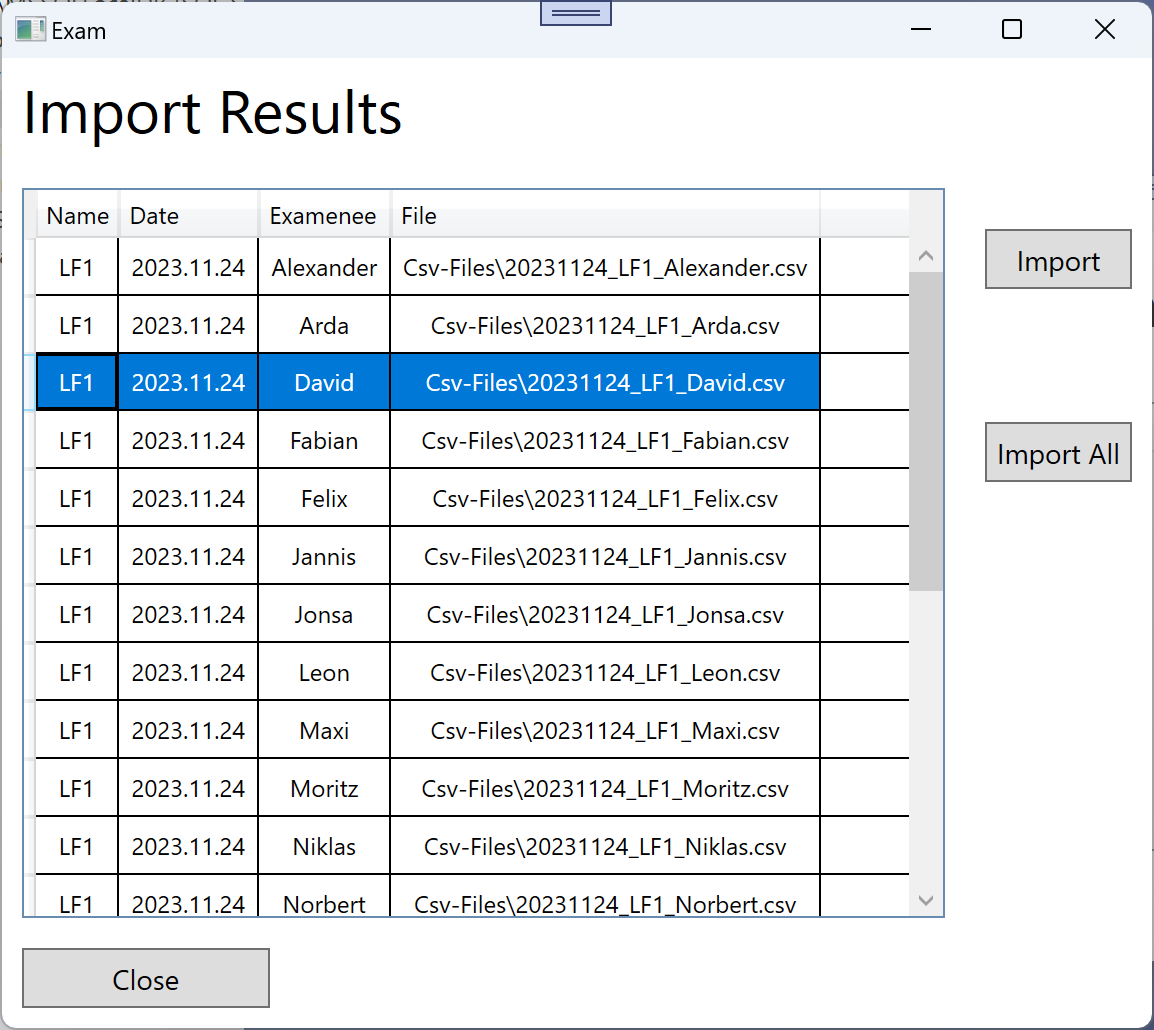 Exam
Import Results
Name Date Examenee File
LF1 2023.11.24 Alexander Csv-Files\20231124_LF1_Alexander.csv
LF1 2023.11.24 Arda Csv-Files\20231124_LF1_Arda.csv
LF1 2023.11.24 David Csv-Files\20231124_LF1_David.csv
LF1 2023.11.24 Fabian Csv-Files\20231124_LF1_Fabian.csv
LF1 2023.11.24 Felix Csv-Files\20231124_LF1_Felix.csv
LF1 2023.11.24 Jannis Csv-Files\20231124_LF1_Jannis.csv
LF1 2023.11.24 Jonsa Csv-Files\20231124_LF1_Jonsa.csv
LF1 2023.11.24 Leon Csv-Files\20231124_LF1_Leon.csv
LF1 2023.11.24 Maxi Csv-Files\20231124_LF1_Maxi.csv
LF1 2023.11.24 Moritz Csv-Files\20231124_LF1_Moritz.csv
LF1 2023.11.24 Niklas Csv-Files\20231124_LF1_Niklas.csv
LF1 2023.11.24 Norbert Csv-Files\20231124_LF1_Norbert.csv
Import
Import All
Close